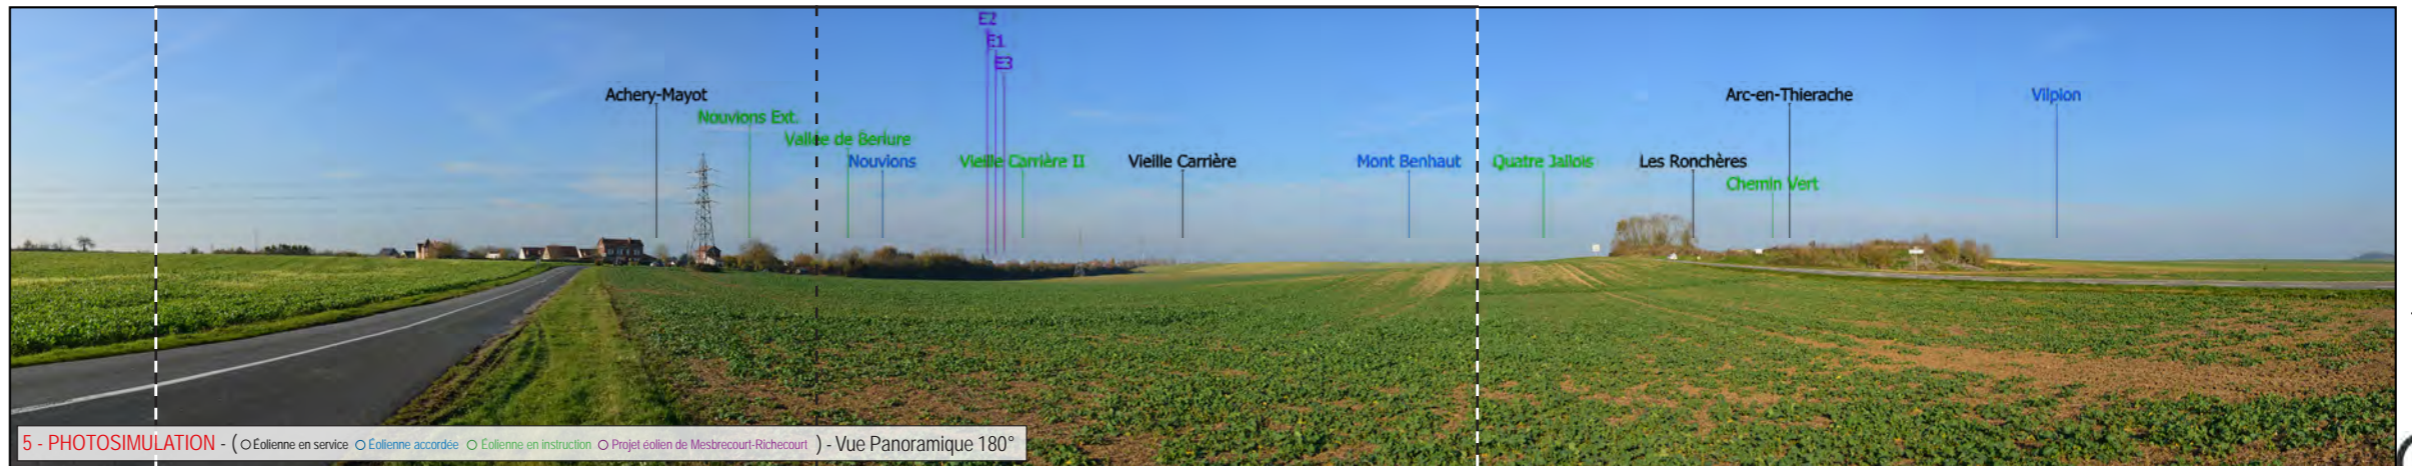 E2
E1
E3
Achery-Mayot
Nouvions Ext.
Vallée de Berlure
Nouvions
Vieille Carrière II
Vieille Carrière
Mont Benhaut
Quatre Jallois
Les Ronchères
Arc-en-Thierache
Chemin Vert
Vilpion
5 - PHOTOSIMULATION - ( Éolienne en service Éolienne accordée Éolienne en instruction Projet éolien de Mesbrecourt-Richecourt ) - Vue Panoramique 180°